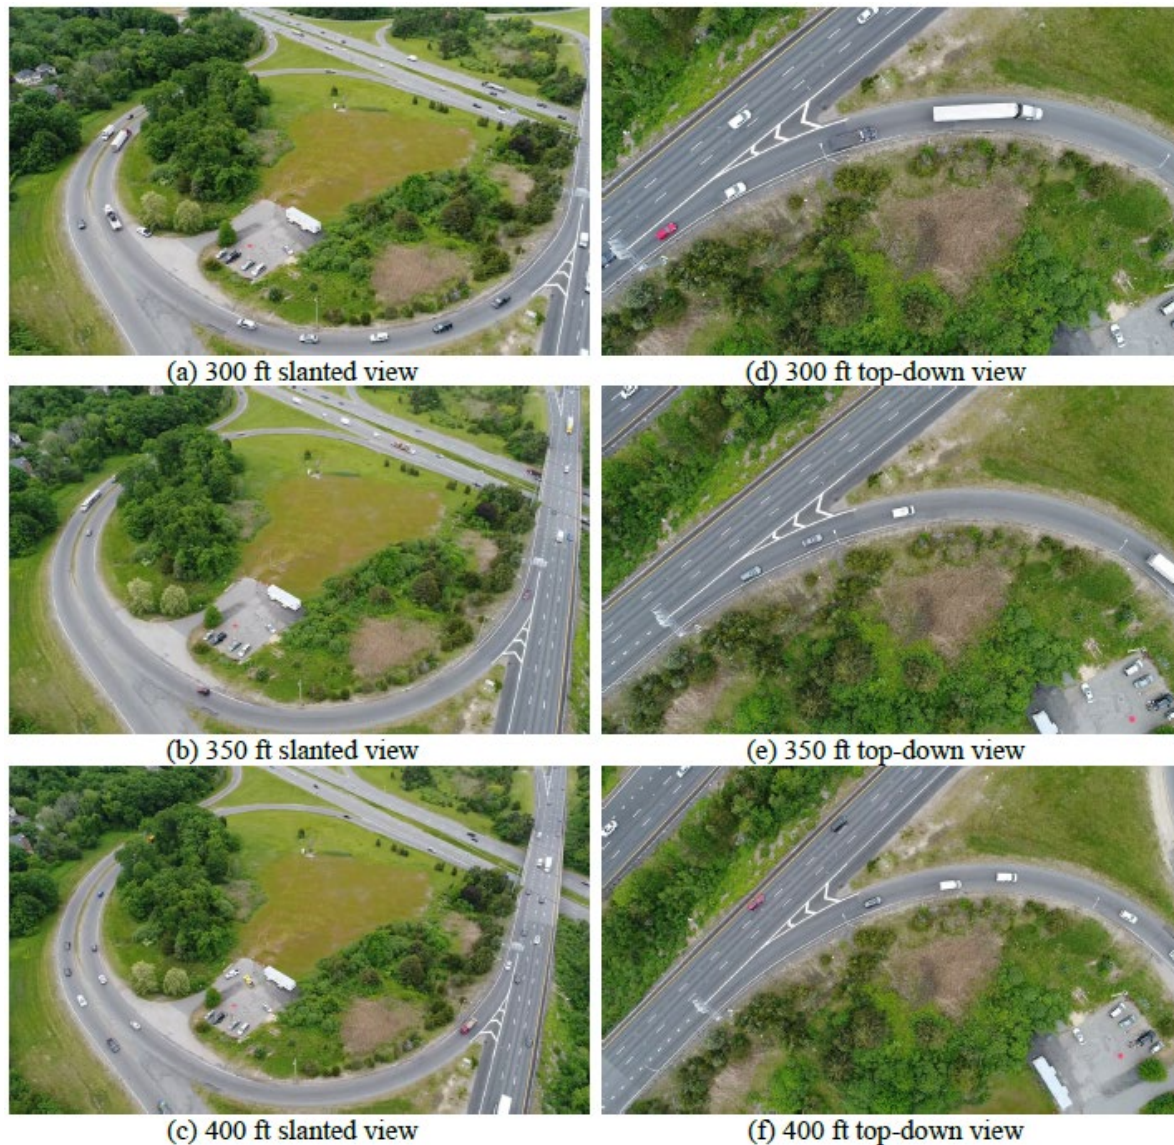 (a) 300 ft slanted view
(d) 300 ft top-down view
(b) 350 ft slanted view
(e) 350 ft top-down view
(c) 400 ft slanted view
(f) 400 ft top-down view